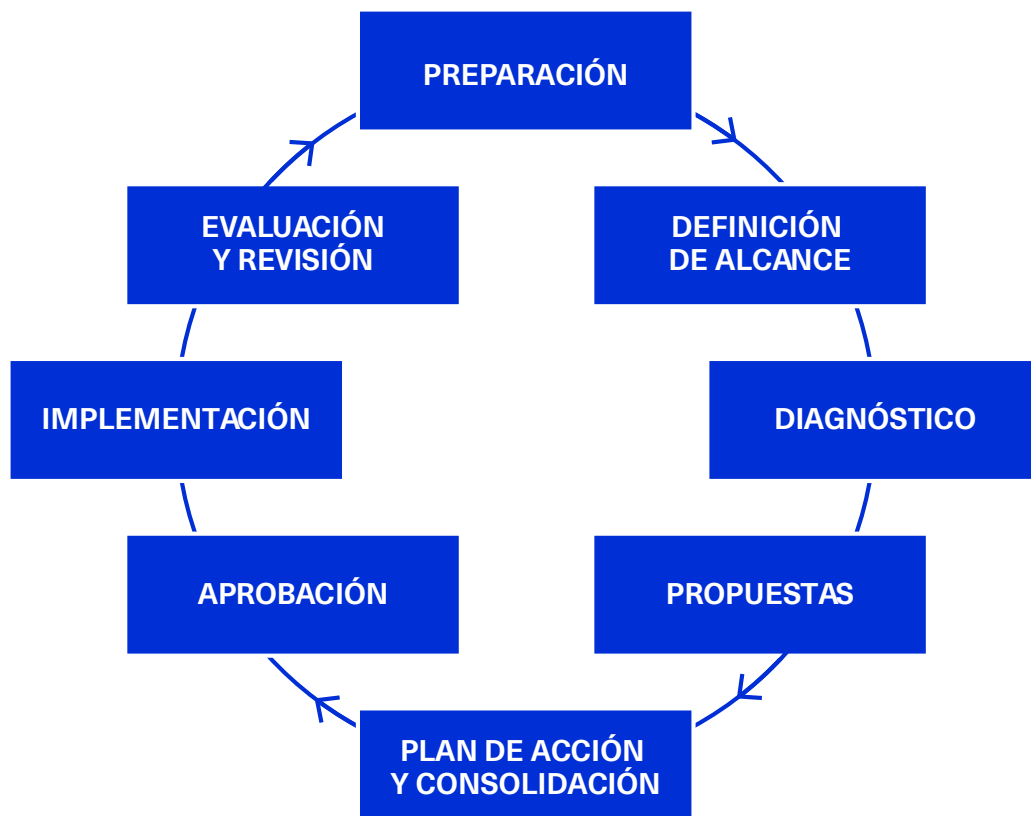 PREPARACIÓN
DEFINICIÓN
DE ALCANCE
DIAGNÓSTICO
PROPUESTAS
PLAN DE ACCIÓN
Y CONSOLIDACIÓN
APROBACIÓN
IMPLEMENTACIÓN
EVALUACIÓN
Y REVISIÓN